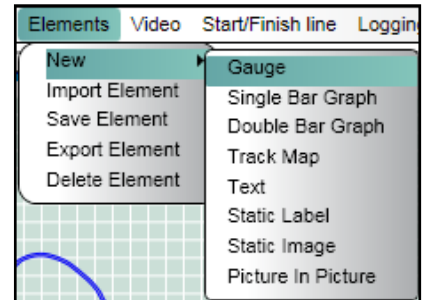 Elements Video Start/Finish line Loggin
New
Import Element
Save Element
Export Element
Delete Element
Gauge
Single Bar Graph
Double Bar Graph
Track Map
Text
Static Label
Static Image
Picture In Picture